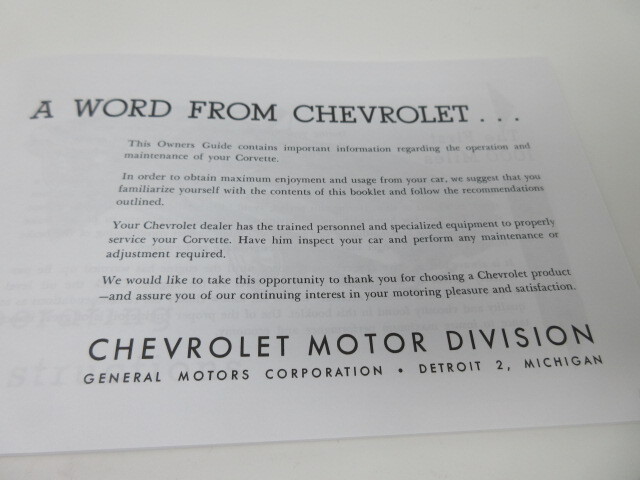 A WORD FROM CHEVROLET . . .
This Owners Guide contains important information regarding the operation and
maintenance of your Corvette.
In order to obtain maximum enjoyment and usage from your car, we suggest that you
familiarize yourself with the contents of this booklet and follow the recommendations
outlined.
Your Chevrolet dealer has the trained personnel and specialized equipment to properly
service your Corvette. Have him inspect your car and perform any maintenance or
adjustment required.
We would like to take this opportunity to thank you for choosing a Chevrolet product
—and assure you of our continuing interest in your motoring pleasure and satisfaction.
CHEVROLET MOTOR DIVISION
GENERAL MOTORS CORPORATION • DETROIT 2, MICHIGAN